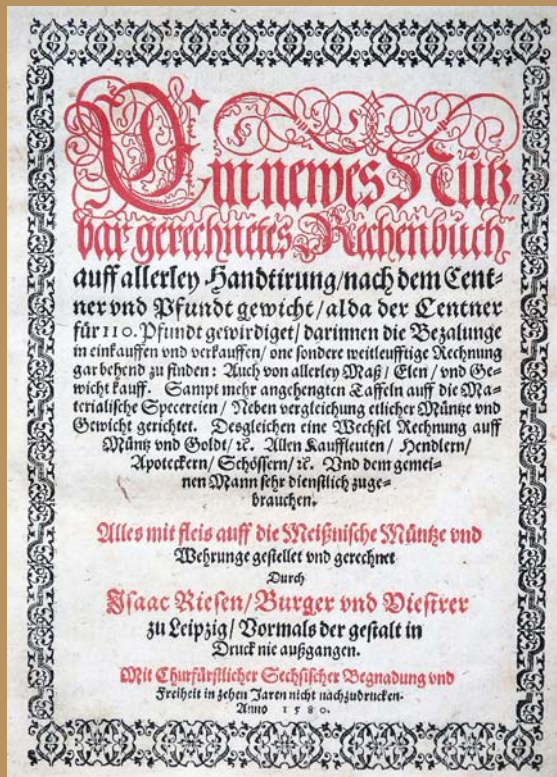 Ein newes Nutz-
bar gerechnetes Rechenbuch
auff allerley Handtirung/nach dem Cent-
ner vnd Pfundt gewicht/alda der Centner
für 110. Pfundt gewirdiget/darinnen die Bezalunge
in einkauffen vnd verkauffen/one sondere weitleufftige Rechnung
gar behend zu finden: Auch von allerley Maß/Elen/vnd Ge-
wicht kauff. Sampt mehr angehengten Taffeln auff die Ma-
terialische Specereien/Neben vergleichung etlicher Müntze vnd
Gewicht gerichtet. Desgleichen eine Wechsel Rechnung auff
Müntz vnd Goldt/ꝛc. Allen Kauffleuten/Hendlern/
Apoteckern/Schössern/ꝛc. Vnd dem gemei-
nen Mann sehr dienstlich zuge-
brauchen.
Alles mit fleis auff die Meißnische Müntze vnd
Wehrunge gestellet vnd gerechnet
Durch
Isaac Riesen/Burger vnd Visirer
zu Leipzig/Vormals der gestalt in
Druck nie außgangen.
Mit Churfürstlicher Sechsischer Begnadung vnd
Freiheit in zehen Jaren nicht nachzudrucken.
Anno 1580.